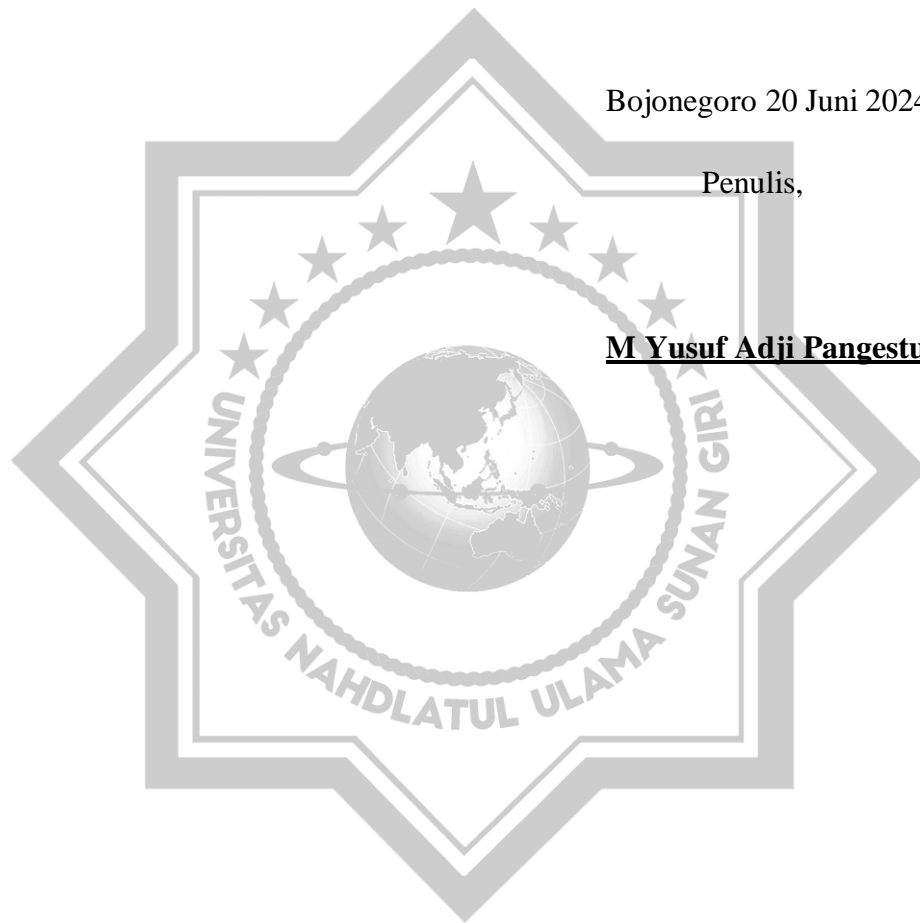 Bojonegoro 20 Juni 2024
Penulis,
M Yusuf Adji Pangestu
UNIVERSITAS NAHDLATUL ULAMA SUNAN GIRI